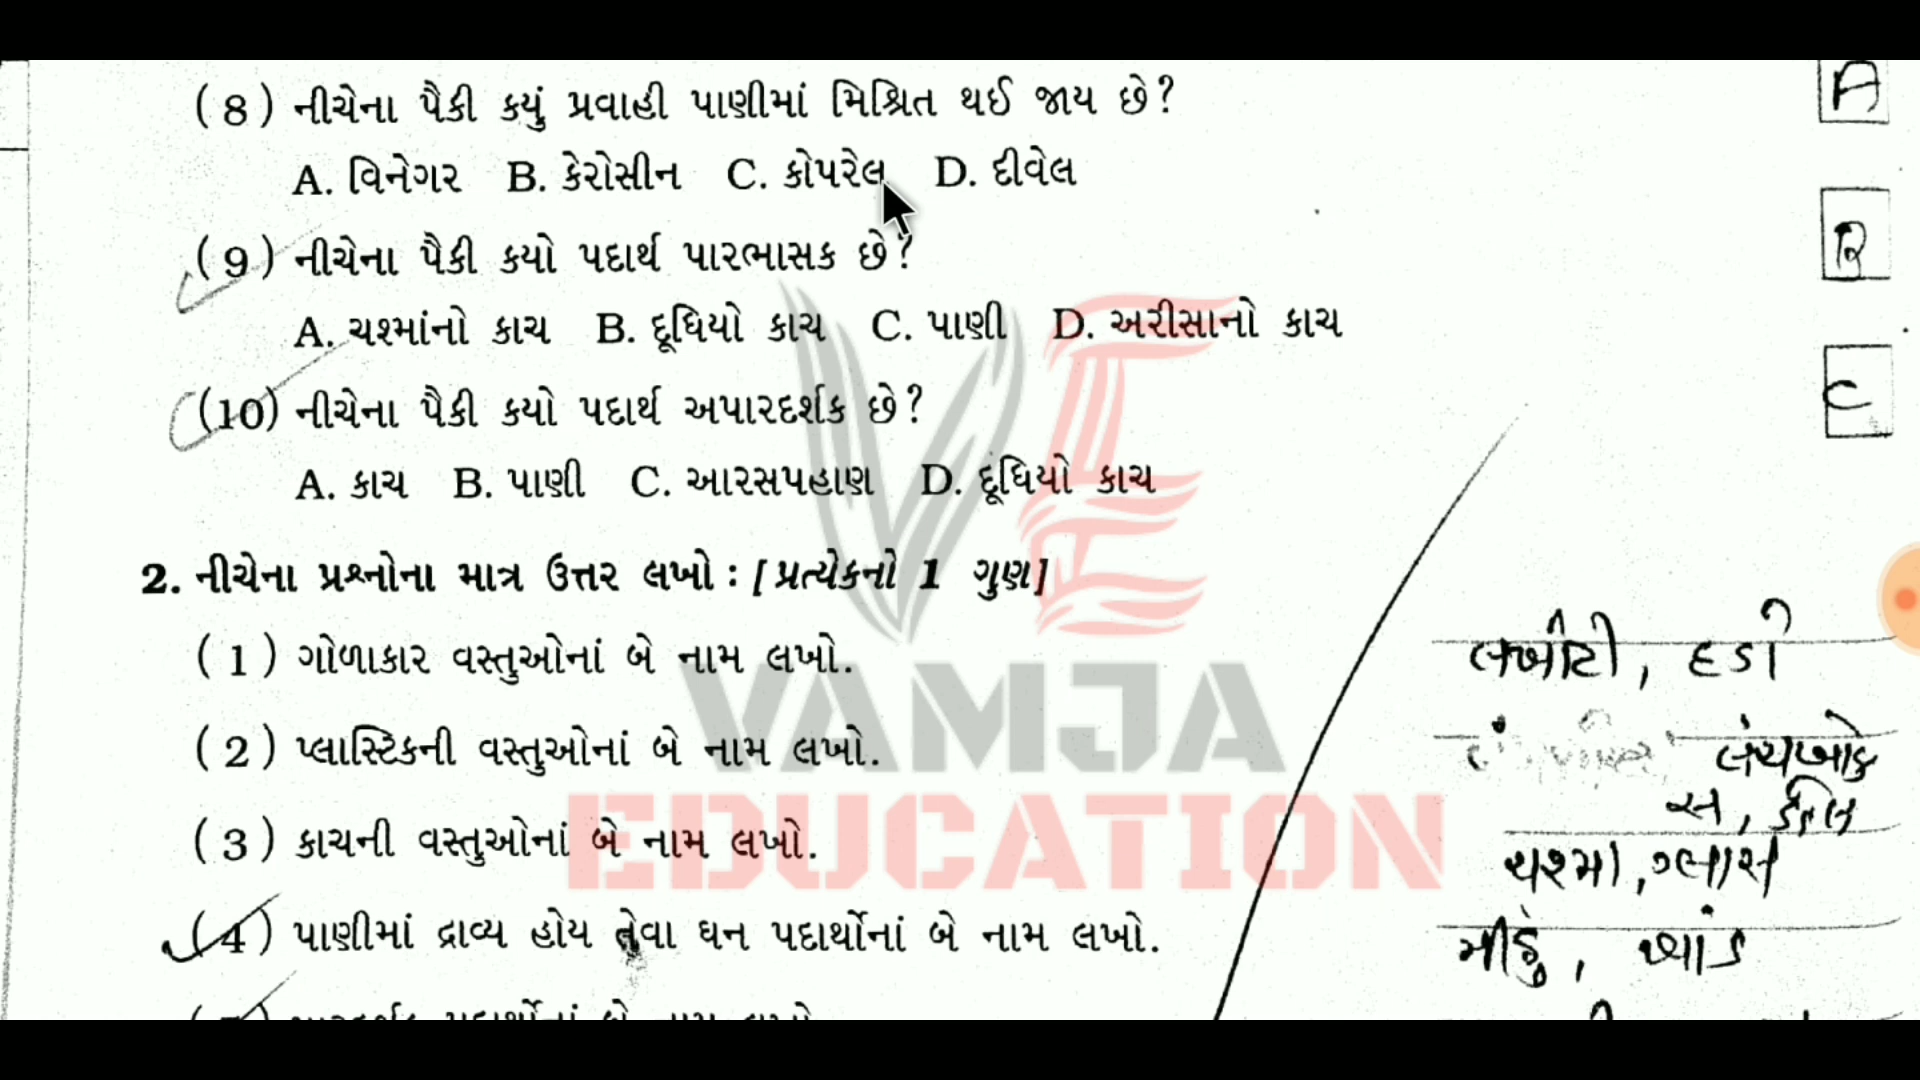 (8) નીચેના પૈકી કયું પ્રવાહી પાણીમાં મિશ્રિત થઈ જાય છે? A
A. વિનેગર B. કેરોસીન C. કોપરેલ D. દીવેલ
(9) નીચેના પૈકી કયો પદાર્થ પારભાસક છે? B
A. ચશ્માંનો કાચ B. દૂધિયો કાચ C. પાણી D. અરીસાનો કાચ
(10) નીચેના પૈકી કયો પદાર્થ અપારદર્શક છે? C
A. કાચ B. પાણી C. આરસપહાણ D. દૂધિયો કાચ
2. નીચેના પ્રશ્નોના માત્ર ઉત્તર લખો : [પ્રત્યેકનો 1 ગુણ]
(1) ગોળાકાર વસ્તુઓનાં બે નામ લખો. લખોટી, દડો
(2) પ્લાસ્ટિકની વસ્તુઓનાં બે નામ લખો. લંચબોક
સ,
(3) કાચની વસ્તુઓનાં બે નામ લખો. ચશ્મા, ગ્લાસ
(4) પાણીમાં દ્રાવ્ય હોય તેવા ઘન પદાર્થોનાં બે નામ લખો. મીઠું, ખાંડ
VE
VAMJA
EDUCATION